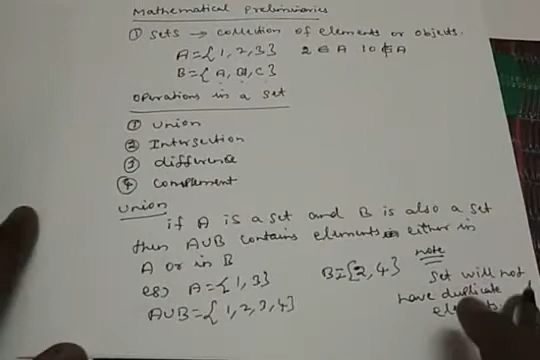 Mathematical Preliminaries
① Sets → collection of elements or objects.
A = {1, 2, 3} 2 ∈ A 10 ∉ A
B = {A, B, C}
Operations in a set
① Union
② Intersection
③ difference
④ complement
Union
if A is a set and B is also a set
then A∪B contains elements either in
A or in B
eg) A = {1, 3} B = {2, 4}
A∪B = {1, 2, 3, 4}
note
Set will not
have duplicate